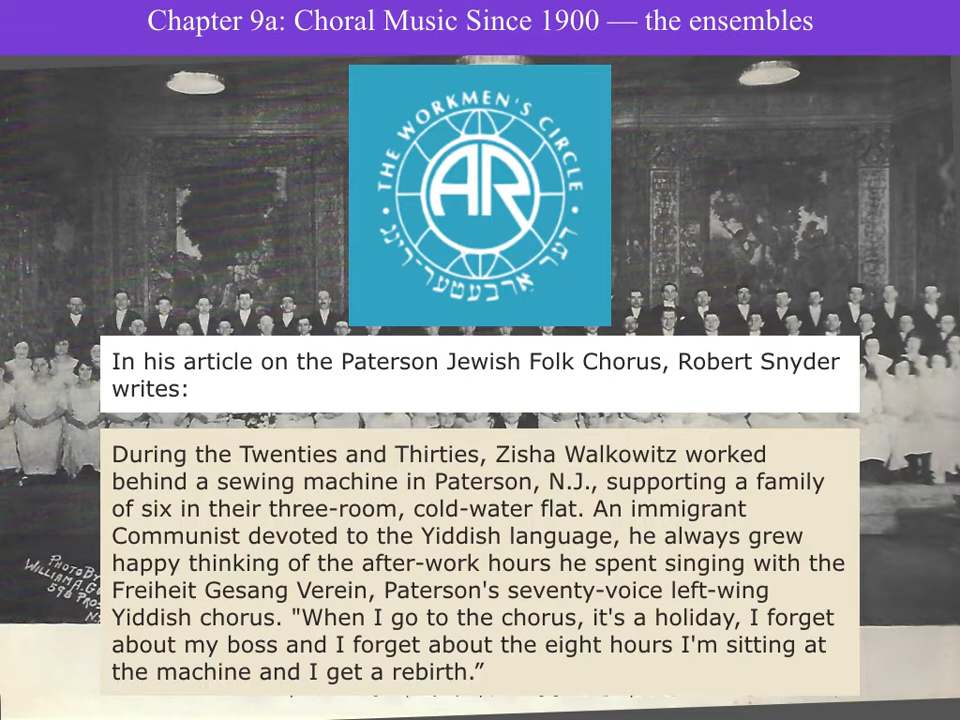 Chapter 9a: Choral Music Since 1900 — the ensembles
THE WORKMEN'S CIRCLE
AR
דער אַרבעטער-רינג
In his article on the Paterson Jewish Folk Chorus, Robert Snyder
writes:
During the Twenties and Thirties, Zisha Walkowitz worked
behind a sewing machine in Paterson, N.J., supporting a family
of six in their three-room, cold-water flat. An immigrant
Communist devoted to the Yiddish language, he always grew
happy thinking of the after-work hours he spent singing with the
Freiheit Gesang Verein, Paterson's seventy-voice left-wing
Yiddish chorus. "When I go to the chorus, it's a holiday, I forget
about my boss and I forget about the eight hours I'm sitting at
the machine and I get a rebirth.”
PHOTO BY
WILLIAM A.
596